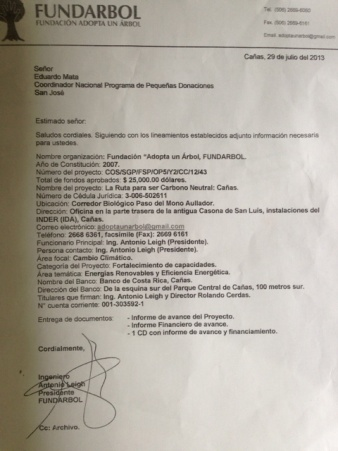 FUNDARBOL
FUNDACIÓN ADOPTA UN ÁRBOL
Cañas, 29 de julio del 2013
Señor
Eduardo Mata
Coordinador Nacional Programa de Pequeñas Donaciones
San José
Estimado señor:
Saludos cordiales. Siguiendo con los lineamientos establecidos adjunto información necesaria
para ustedes.
Nombre organización: Fundación "Adopta un Árbol, FUNDARBOL.
Año de Constitución: 2007.
Número del proyecto: COS/SGP/FSP/OP5/Y2/CC/12/43
Total de fondos aprobados: $ 25,000.00 dólares.
Nombre del proyecto: La Ruta para ser Carbono Neutral: Cañas.
Número de Cédula Jurídica: 3-006-502611
Ubicación: Corredor Biológico Paso del Mono Aullador.
Dirección: Oficina en la parte trasera de la antigua Casona de San Luis, instalaciones del
INDER (IDA), Cañas.
Correo electrónico: adoptaunarbol@gmail.com
Teléfono: 2668 6361, facsimile (Fax): 2669 6161
Funcionario Principal: Ing. Antonio Leigh (Presidente).
Persona contacto: Ing. Antonio Leigh (Presidente).
Área focal: Cambio Climático.
Categoría del Proyecto: Fortalecimiento de capacidades.
Área temática: Energías Renovables y Eficiencia Energética.
Nombre del Banco: Banco de Costa Rica, Cañas.
Dirección del Banco: De la esquina sur del Parque Central de Cañas, 100 metros sur.
Titulares que firman: Ing. Antonio Leigh y Director Rolando Cerdas.
N° cuenta corriente: 001-303592-1
Entrega de documentos: - Informe de avance del Proyecto.
- Informe Financiero de avance.
- 1 CD con informe de avance y financiamiento.
Cordialmente,
Ingeniero
Antonio Leigh
Presidente
FUNDARBOL
Cc: Archivo.